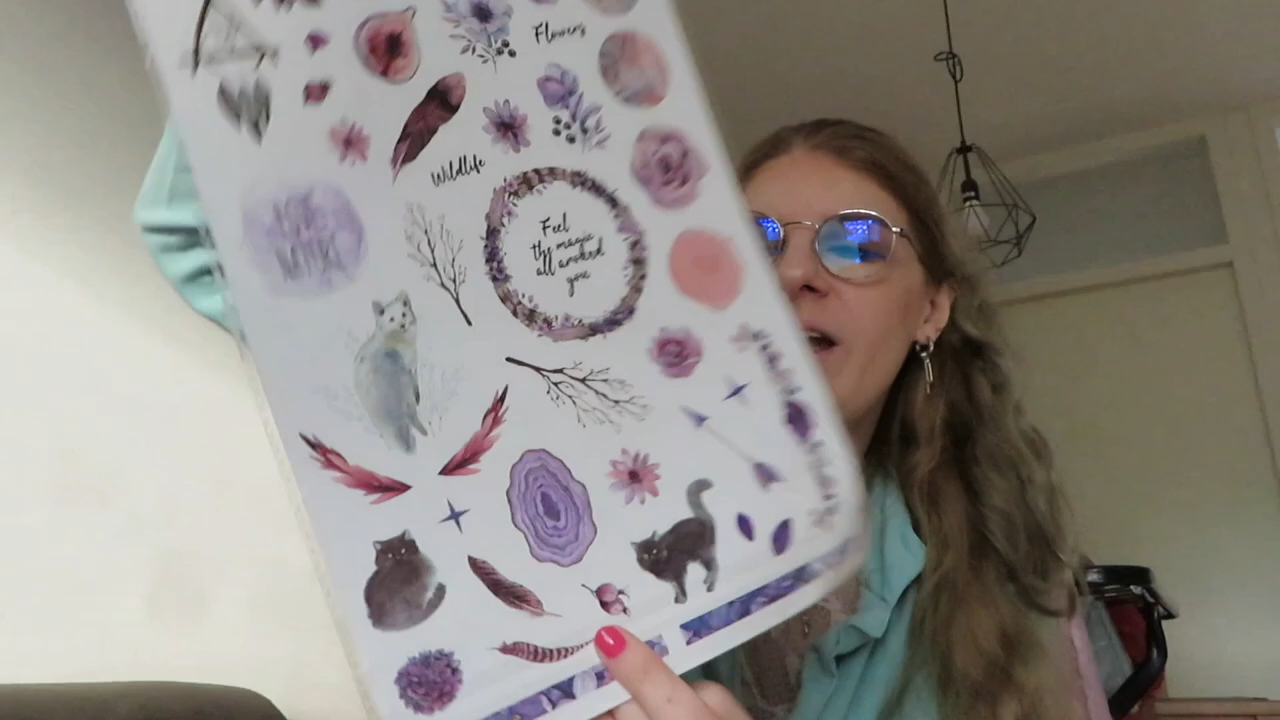 Flowers
Wildlife
Feel
the magic
all around
you